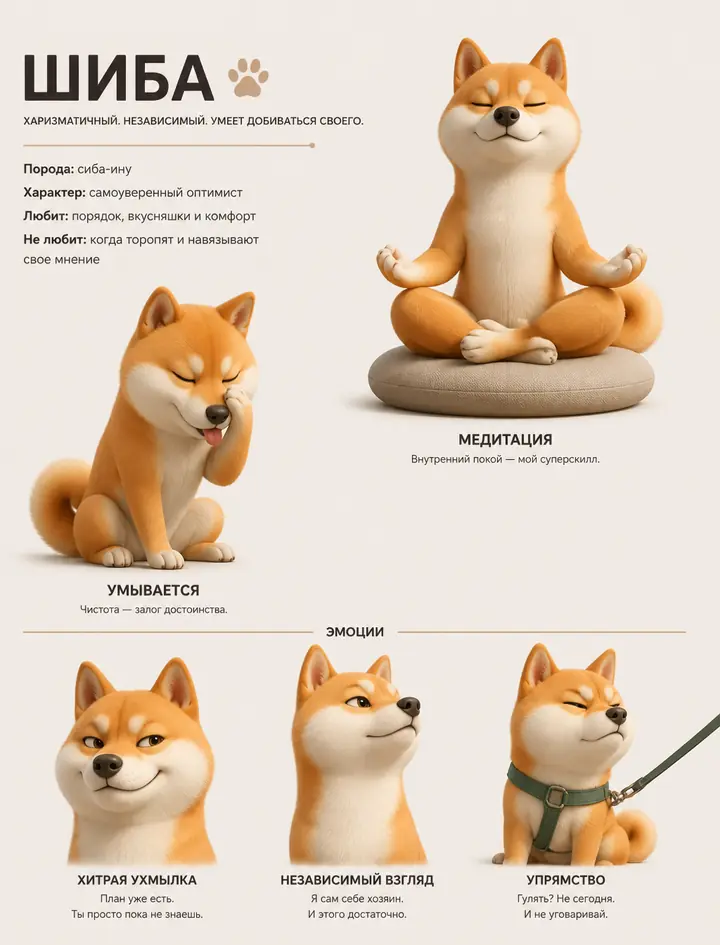 ШИБА
ХАРИЗМАТИЧНЫЙ. НЕЗАВИСИМЫЙ. УМЕЕТ ДОБИВАТЬСЯ СВОЕГО.
Порода: сиба-ину
Характер: самоуверенный оптимист
Любит: порядок, вкусняшки и комфорт
Не любит: когда торопят и навязывают
свое мнение
МЕДИТАЦИЯ
Внутренний покой — мой суперскилл.
УМЫВАЕТСЯ
Чистота — залог достоинства.
ЭМОЦИИ
ХИТРАЯ УХМЫЛКА
План уже есть.
Ты просто пока не знаешь.
НЕЗАВИСИМЫЙ ВЗГЛЯД
Я сам себе хозяин.
И этого достаточно.
УПРЯМСТВО
Гулять? Не сегодня.
И не уговаривай.